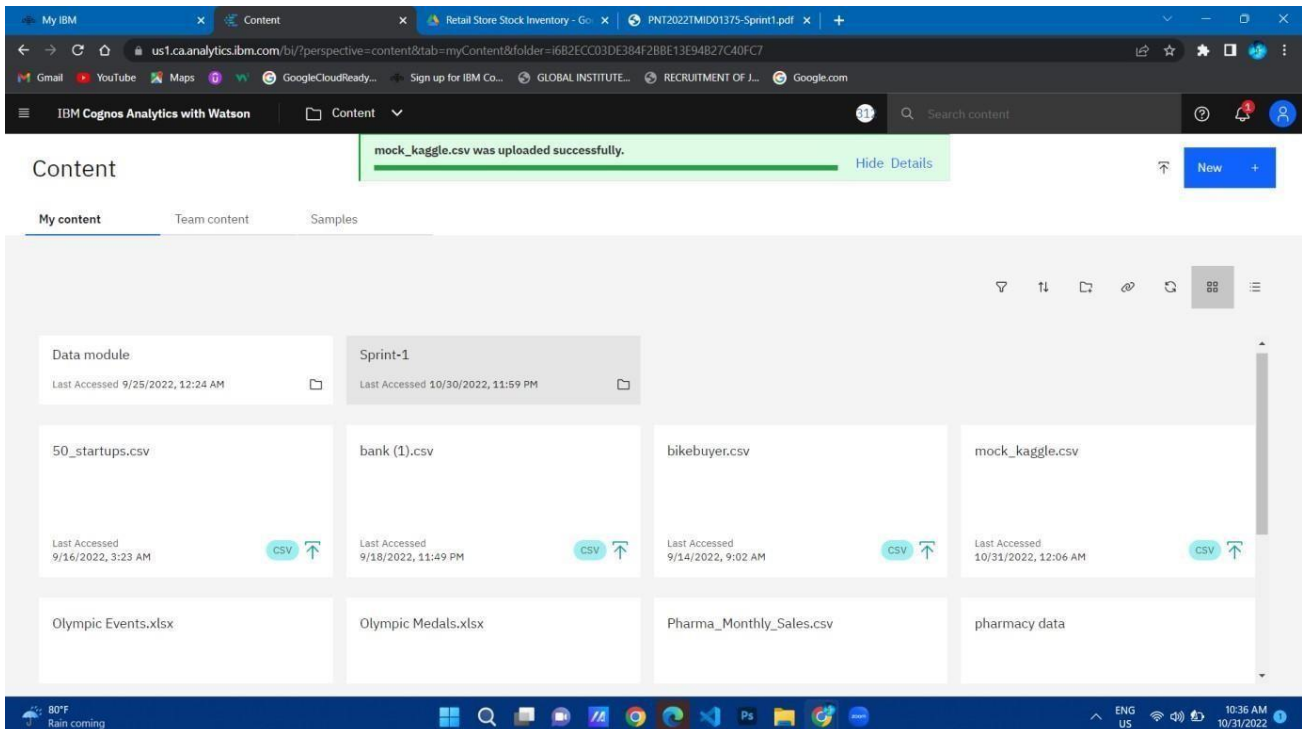 My IBM
Content
Retail Store Stock Inventory - Go
PNT2022TMID01375-Sprint1.pdf
us1.ca.analytics.ibm.com/bi/?perspective=content&tab=myContent&folder=i6B2ECC03DE384F2BBE13E94B27C40FC7
Gmail YouTube Maps GoogleCloudReady... Sign up for IBM Co... GLOBAL INSTITUTE... RECRUITMENT OF J... Google.com
IBM Cognos Analytics with Watson Content Search content 1
mock_kaggle.csv was uploaded successfully.
Hide Details
Content
New +
My content Team content Samples
Data module
Last Accessed 9/25/2022, 12:24 AM
Sprint-1
Last Accessed 10/30/2022, 11:59 PM
50_startups.csv
Last Accessed
9/16/2022, 3:23 AM
CSV
bank (1).csv
Last Accessed
9/18/2022, 11:49 PM
CSV
bikebuyer.csv
Last Accessed
9/14/2022, 9:02 AM
CSV
mock_kaggle.csv
Last Accessed
10/31/2022, 12:06 AM
CSV
Olympic Events.xlsx
Olympic Medals.xlsx
Pharma_Monthly_Sales.csv
pharmacy data
80°F
Rain coming
Ps
ENG
US
10:36 AM
10/31/2022
1